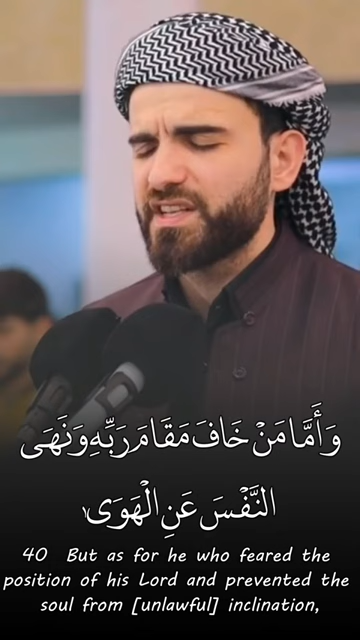 وَأَمَّا مَنْ خَافَ مَقَامَ رَبِّهِ وَنَهَى
النَّفْسَ عَنِ الْهَوَى
40 But as for he who feared the
position of his Lord and prevented the
soul from [unlawful] inclination,